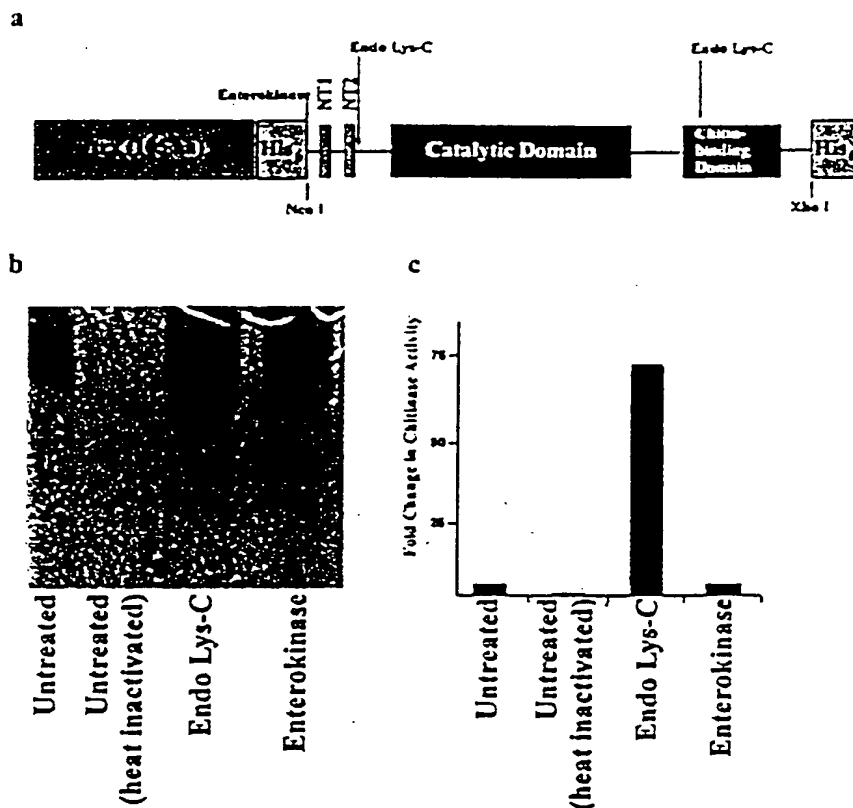 a
Endo Lys-C
Endo Lys-C
Enterokinase
NT1
NT2
His
Catalytic Domain
Chitin-
binding
Domain
His
Nco I
Xho I
b
c
Fold Change in Chitinase Activity
75
50
25
Untreated
Untreated
(heat inactivated)
Endo Lys-C
Enterokinase
Untreated
Untreated
(heat inactivated)
Endo Lys-C
Enterokinase